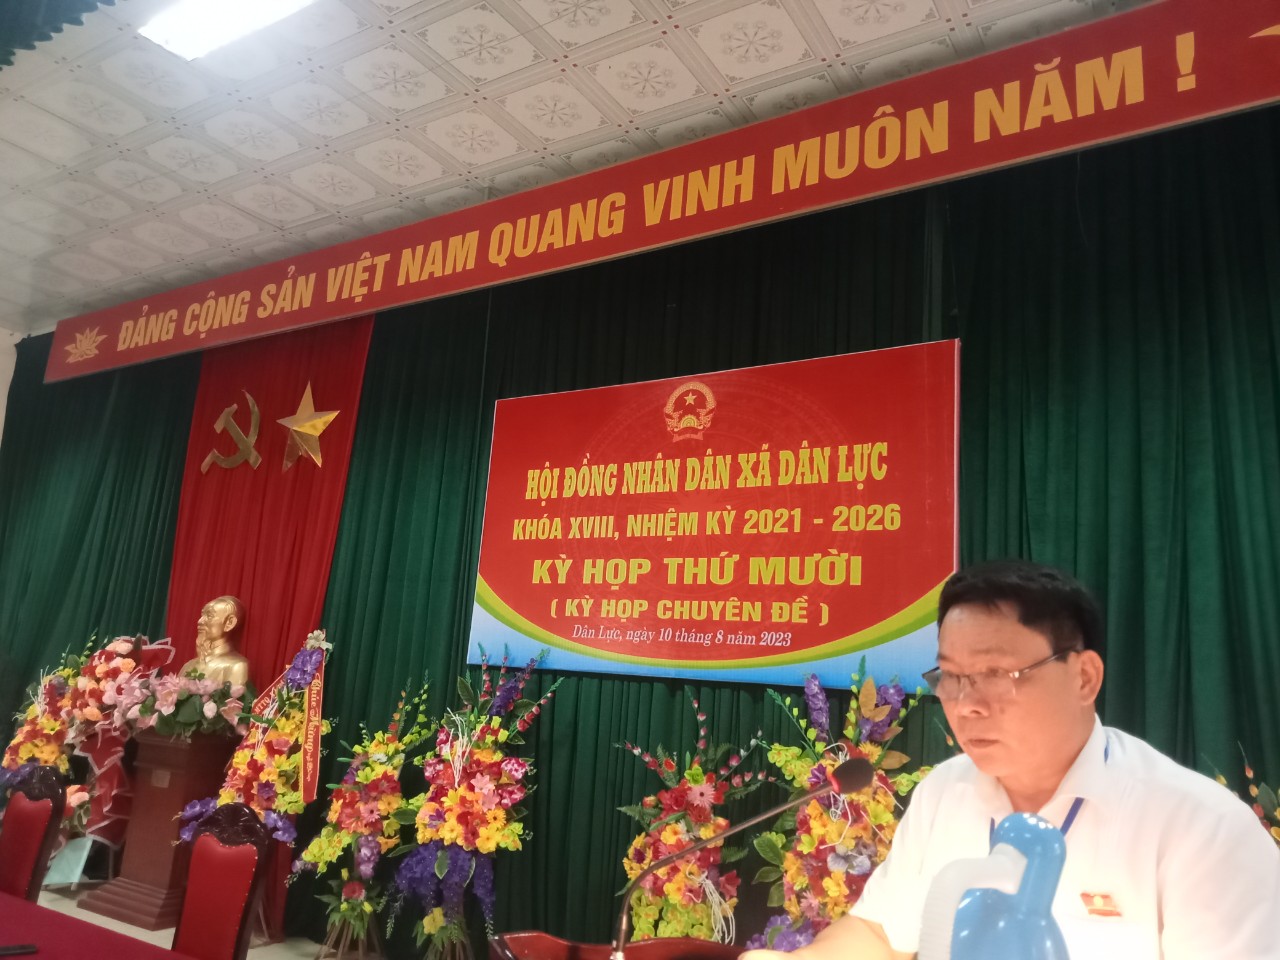 ĐẢNG CỘNG SẢN VIỆT NAM QUANG VINH MUÔN NĂM !
HỘI ĐỒNG NHÂN DÂN XÃ DÂN LỰC
KHÓA XVIII, NHIỆM KỲ 2021 - 2026
KỲ HỌP THỨ MƯỜI
( KỲ HỌP CHUYÊN ĐỀ )
Dân Lực, ngày 10 tháng 8 năm 2023
Chúc Mừng